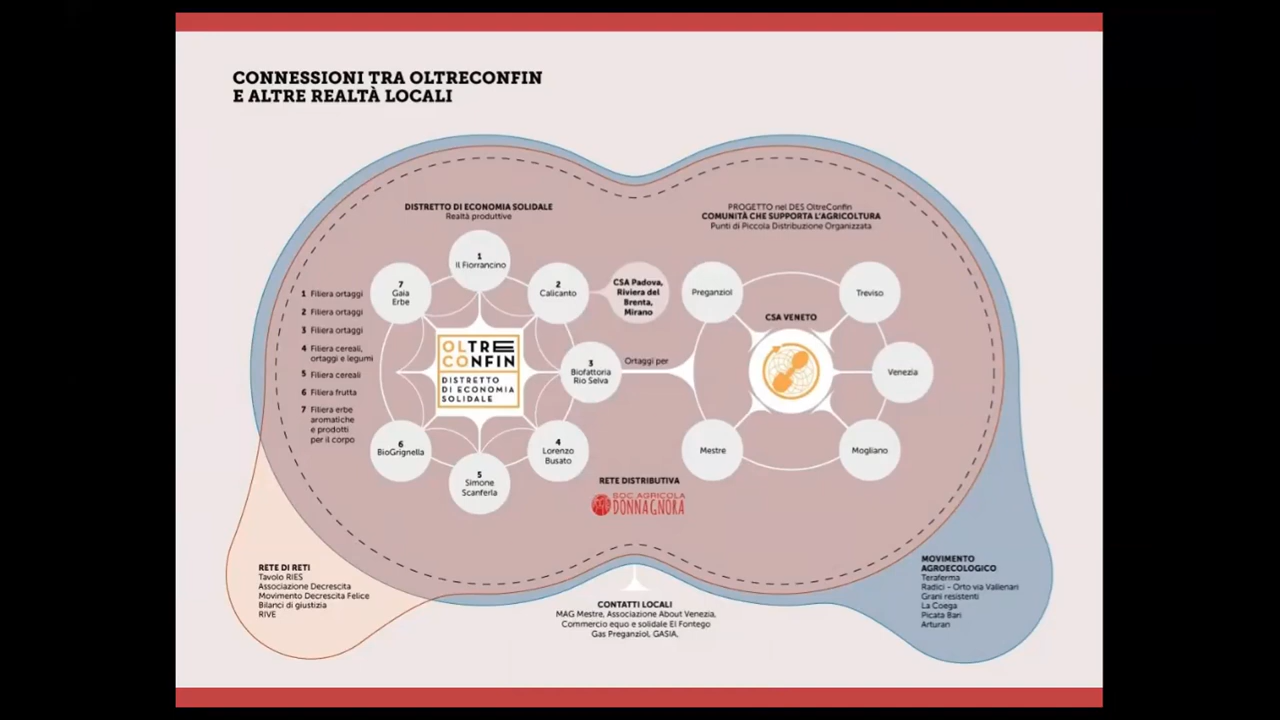 CONNESSIONI TRA OLTRECONFIN
E ALTRE REALTÀ LOCALI
DISTRETTO DI ECONOMIA SOLIDALE
Realtà produttive
PROGETTO nel DES OltreConfin
COMUNITÀ CHE SUPPORTA L'AGRICOLTURA
Punti di Piccola Distribuzione Organizzata
1 Filiera ortaggi
2 Filiera ortaggi
3 Filiera ortaggi
4 Filiera cereali,
ortaggi e legumi
5 Filiera cereali
6 Filiera frutta
7 Filiera erbe
aromatiche
e prodotti
per il corpo
1
Il Fiorrancino
2
Calicanto
3
Biofattoria
Rio Selva
4
Lorenzo
Busato
5
Simone
Scanferla
6
BioGrignella
7
Gaia
Erbe
OLTRE
CONFIN
DISTRETTO
DI ECONOMIA
SOLIDALE
CSA Padova,
Riviera del
Brenta,
Mirano
Ortaggi per
Preganziol
Treviso
CSA VENETO
Venezia
Mestre
Mogliano
RETE DISTRIBUTIVA
SOC AGRICOLA
DONNAGNORA
RETE DI RETI
Tavolo RIES
Associazione Decrescita
Movimento Decrescita Felice
Bilanci di giustizia
RIVE
CONTATTI LOCALI
MAG Mestre, Associazione About Venezia,
Commercio equo e solidale El Fontego
Gas Preganziol, GASIA,
MOVIMENTO
AGROECOLOGICO
Teraferma
Radici - Orto via Vallenari
Grani resistenti
La Coega
Picata Bari
Arturan